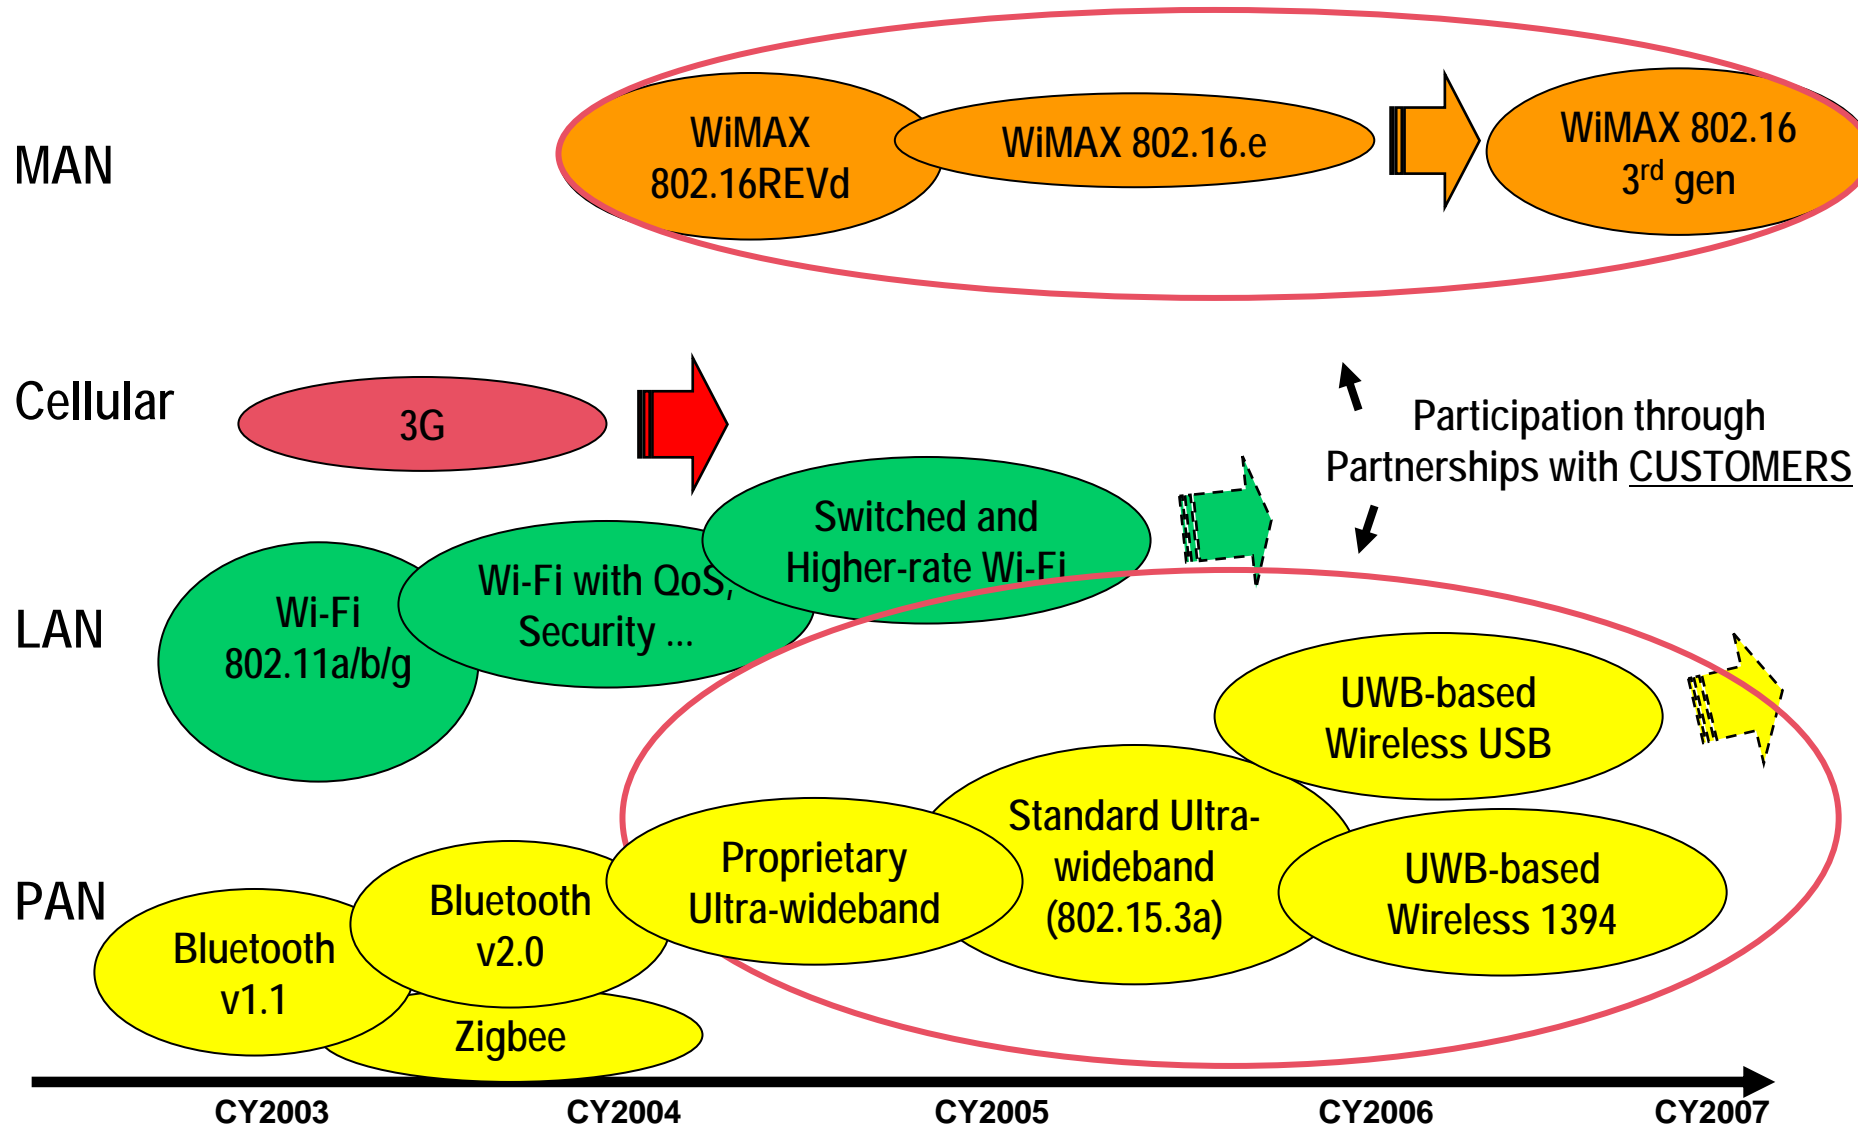 MAN
WiMAX
802.16REVd
WiMAX 802.16.e
WiMAX 802.16
3rd gen
Cellular
3G
Participation through
Partnerships with CUSTOMERS
LAN
Wi-Fi
802.11a/b/g
Wi-Fi with QoS,
Security ...
Switched and
Higher-rate Wi-Fi
PAN
Bluetooth
v1.1
Bluetooth
v2.0
Zigbee
Proprietary
Ultra-wideband
Standard Ultra-
wideband
(802.15.3a)
UWB-based
Wireless USB
UWB-based
Wireless 1394
CY2003
CY2004
CY2005
CY2006
CY2007